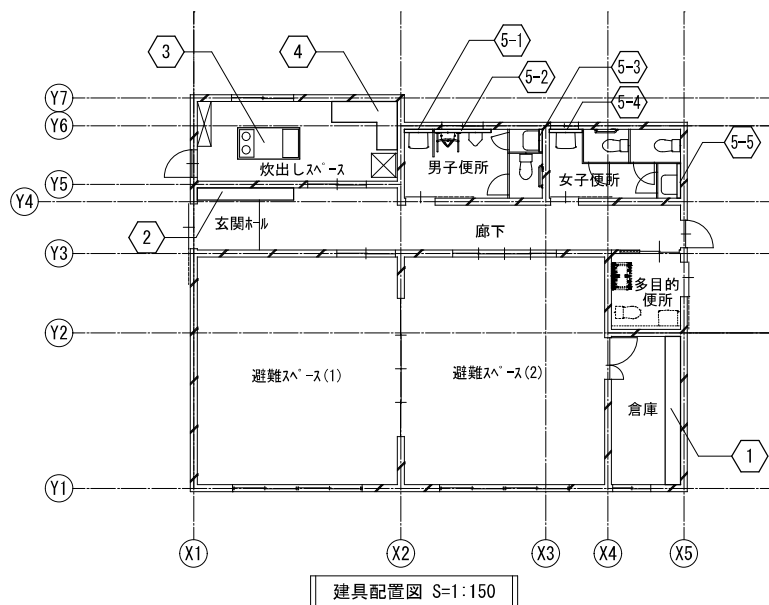 3
4
5-1
5-2
5-3
5-4
5-5
Y7
Y6
Y5
Y4
Y3
Y2
Y1
炊出しｽﾍﾟｰｽ
男子便所
女子便所
2
玄関ﾎｰﾙ
廊下
多目的
便所
避難ｽﾍﾟｰｽ(1)
避難ｽﾍﾟｰｽ(2)
倉庫
1
X1
X2
X3
X4
X5
建具配置図 S=1:150